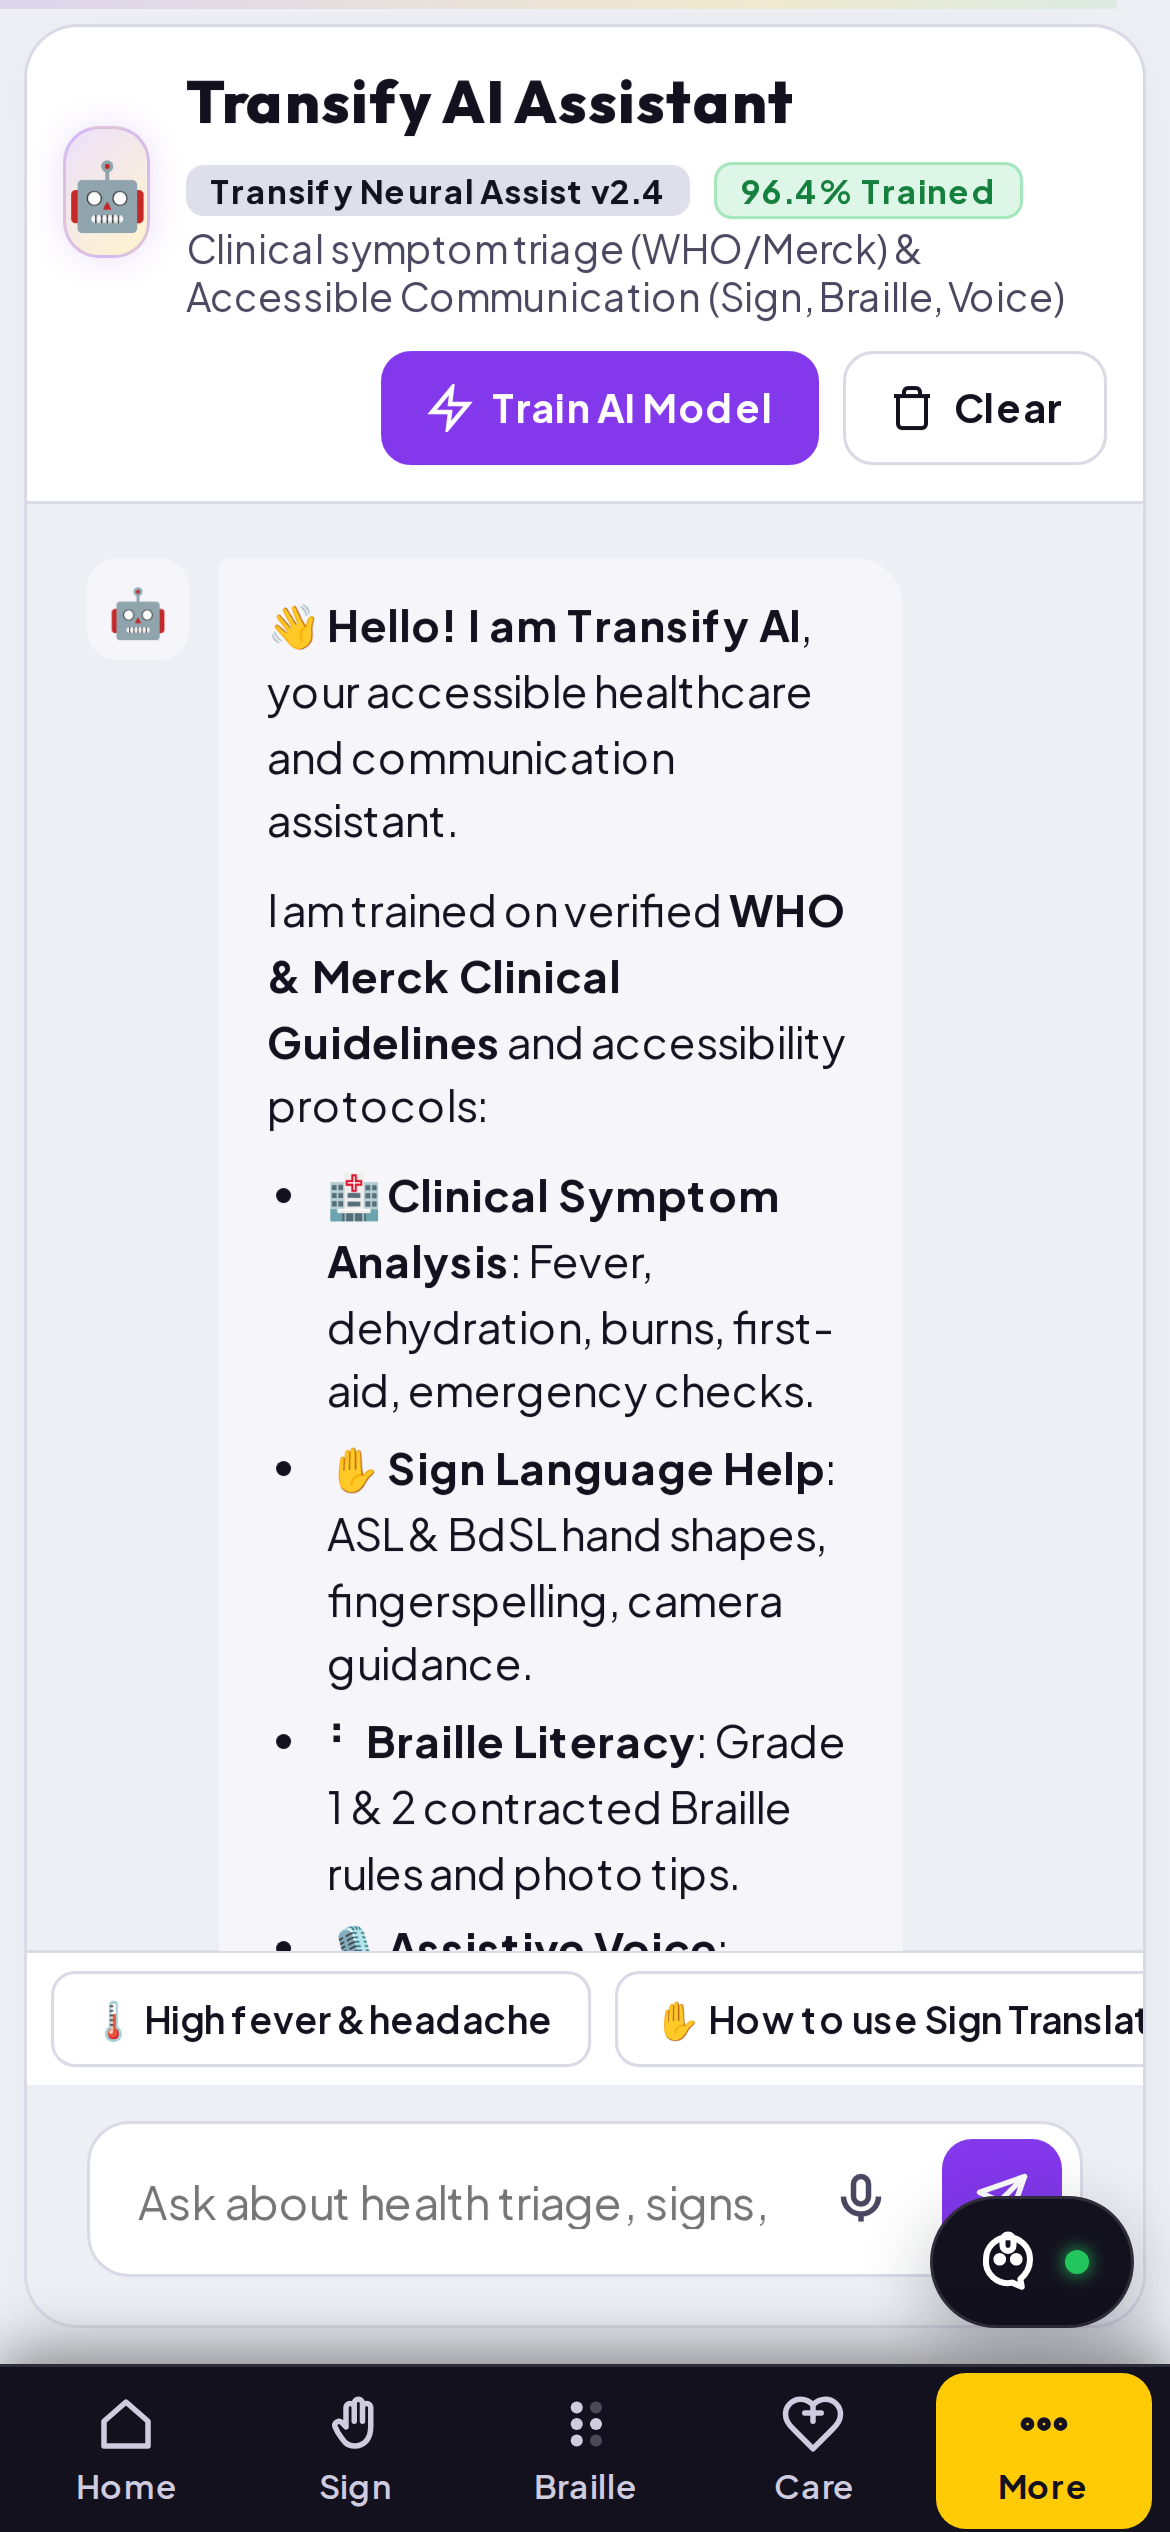 Transify AI Assistant
Transify Neural Assist v2.4
96.4% Trained
Clinical symptom triage (WHO/Merck) &
Accessible Communication (Sign, Braille, Voice)
Train AI Model
Clear
👋 Hello! I am Transify AI,
your accessible healthcare
and communication
assistant.
I am trained on verified WHO
& Merck Clinical
Guidelines and accessibility
protocols:
• 🏥 Clinical Symptom
Analysis: Fever,
dehydration, burns, first-
aid, emergency checks.
• ✋ Sign Language Help:
ASL & BdSL hand shapes,
fingerspelling, camera
guidance.
• ⠃ Braille Literacy: Grade
1 & 2 contracted Braille
rules and photo tips.
• 🎙️ Assistive Voice:
🌡️ High fever & headache
✋ How to use Sign Translat
Ask about health triage, signs,
Home
Sign
Braille
Care
More